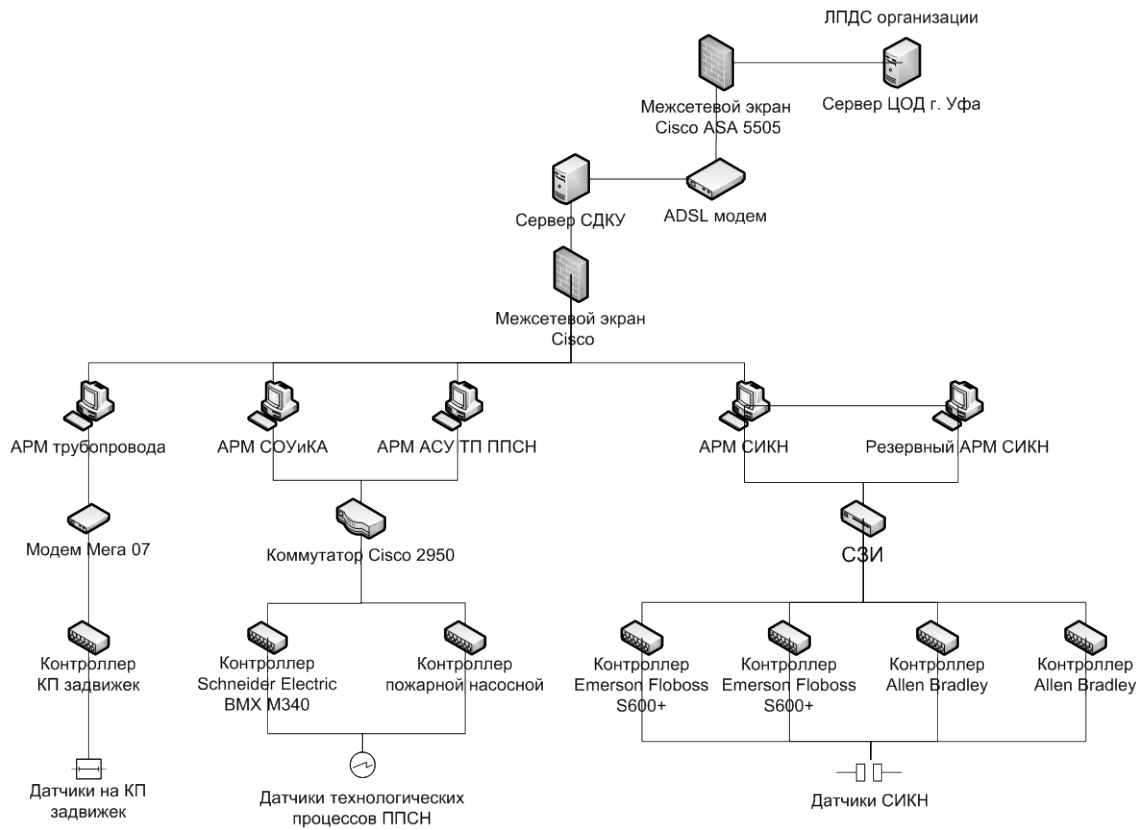 ЛПДС организации
Межсетевой экран
Cisco ASA 5505
Сервер ЦОД г. Уфа
Сервер СДКУ
ADSL модем
Межсетевой экран
Cisco
АРМ трубопровода
АРМ СОУиКА
АРМ АСУ ТП ППСН
АРМ СИКН
Резервный АРМ СИКН
Модем Мега 07
Коммутатор Cisco 2950
СЗИ
Контроллер
КП задвижек
Контроллер
Schneider Electric
BMX M340
Контроллер
пожарной насосной
Контроллер
Emerson Floboss
S600+
Контроллер
Emerson Floboss
S600+
Контроллер
Allen Bradley
Контроллер
Allen Bradley
Датчики на КП
задвижек
Датчики технологических
процессов ППСН
Датчики СИКН